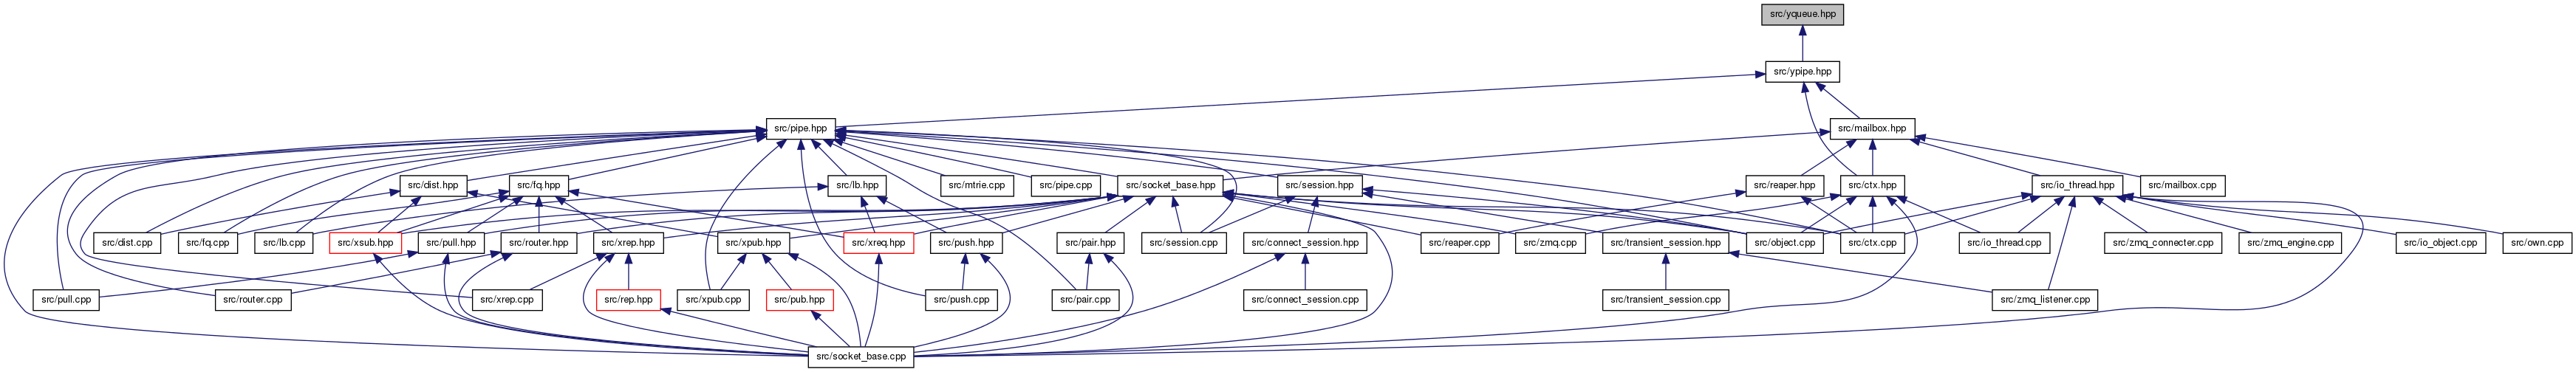 src/yqueue.hpp
src/ypipe.hpp
src/pipe.hpp
src/mailbox.hpp
src/dist.hpp
src/fq.hpp
src/lb.hpp
src/mtrie.cpp
src/pipe.cpp
src/socket_base.hpp
src/session.hpp
src/reaper.hpp
src/ctx.hpp
src/io_thread.hpp
src/mailbox.cpp
src/dist.cpp
src/fq.cpp
src/lb.cpp
src/xsub.hpp
src/pull.hpp
src/router.hpp
src/xrep.hpp
src/xpub.hpp
src/xreq.hpp
src/push.hpp
src/pair.hpp
src/session.cpp
src/connect_session.hpp
src/reaper.cpp
src/zmq.cpp
src/transient_session.hpp
src/object.cpp
src/ctx.cpp
src/io_thread.cpp
src/zmq_connecter.cpp
src/zmq_engine.cpp
src/io_object.cpp
src/own.cpp
src/pull.cpp
src/router.cpp
src/xrep.cpp
src/rep.hpp
src/xpub.cpp
src/pub.hpp
src/push.cpp
src/pair.cpp
src/connect_session.cpp
src/transient_session.cpp
src/zmq_listener.cpp
src/socket_base.cpp